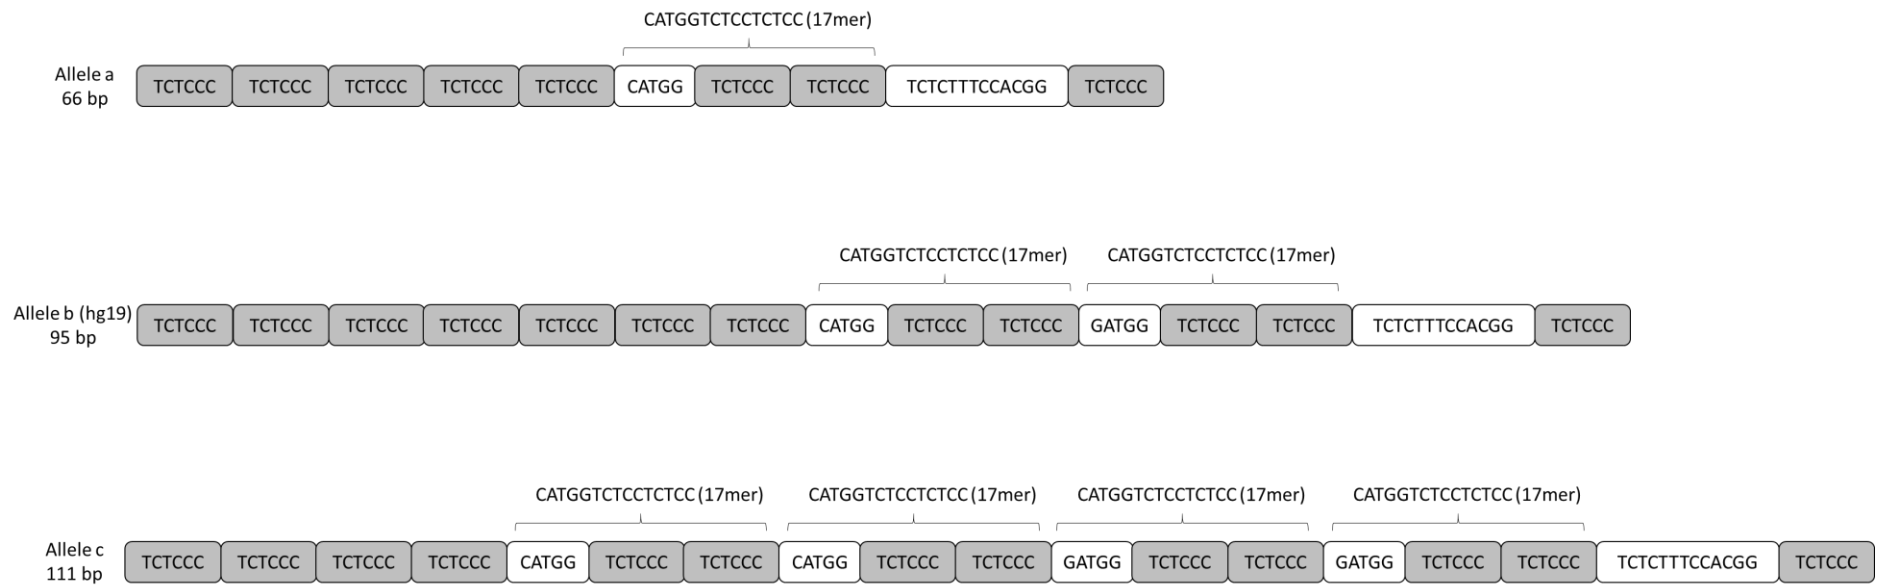 CATGGTCTCCTCTCC (17mer)
Allele a
66 bp
TCTCCC TCTCCC TCTCCC TCTCCC TCTCCC CATGG TCTCCC TCTCCC TCTCTTTCCACGG TCTCCC
CATGGTCTCCTCTCC (17mer) CATGGTCTCCTCTCC (17mer)
Allele b (hg19)
95 bp
TCTCCC TCTCCC TCTCCC TCTCCC TCTCCC TCTCCC TCTCCC CATGG TCTCCC TCTCCC GATGG TCTCCC TCTCCC TCTCTTTCCACGG TCTCCC
CATGGTCTCCTCTCC (17mer) CATGGTCTCCTCTCC (17mer) CATGGTCTCCTCTCC (17mer) CATGGTCTCCTCTCC (17mer)
Allele c
111 bp
TCTCCC TCTCCC TCTCCC TCTCCC CATGG TCTCCC TCTCCC CATGG TCTCCC TCTCCC GATGG TCTCCC TCTCCC GATGG TCTCCC TCTCCC TCTCTTTCCACGG TCTCCC